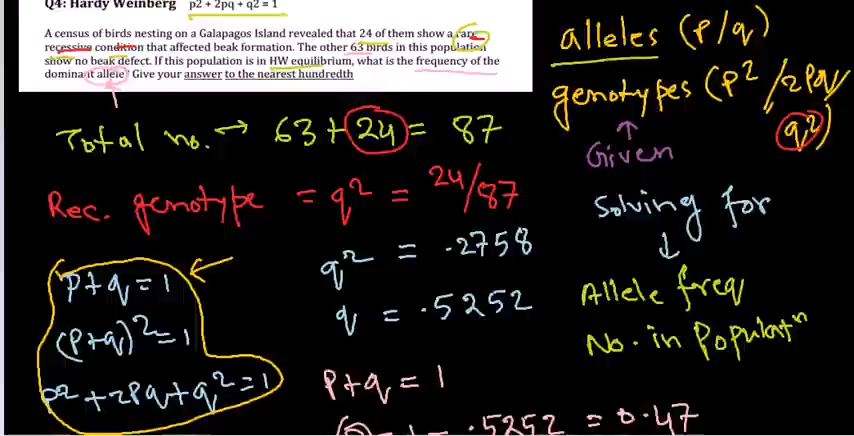 Q4: Hardy Weinberg p2 + 2pq + q2 = 1
A census of birds nesting on a Galapagos Island revealed that 24 of them show a rare
recessive condition that affected beak formation. The other 63 birds in this population
show no beak defect. If this population is in HW equilibrium, what is the frequency of the
dominant allele? Give your answer to the nearest hundredth
alleles (P/q)
genotypes (P²/2Pq/
q²)
Given
Total no. → 63+24 = 87
Rec. genotype = q² = 24/87
Solving for
q² = .2758
q = .5252
Allele freq
No. in Populatⁿ
P+q=1
(P+q)²=1
P²+2Pq+q²=1
P+q=1
1 - .5252 = 0.47